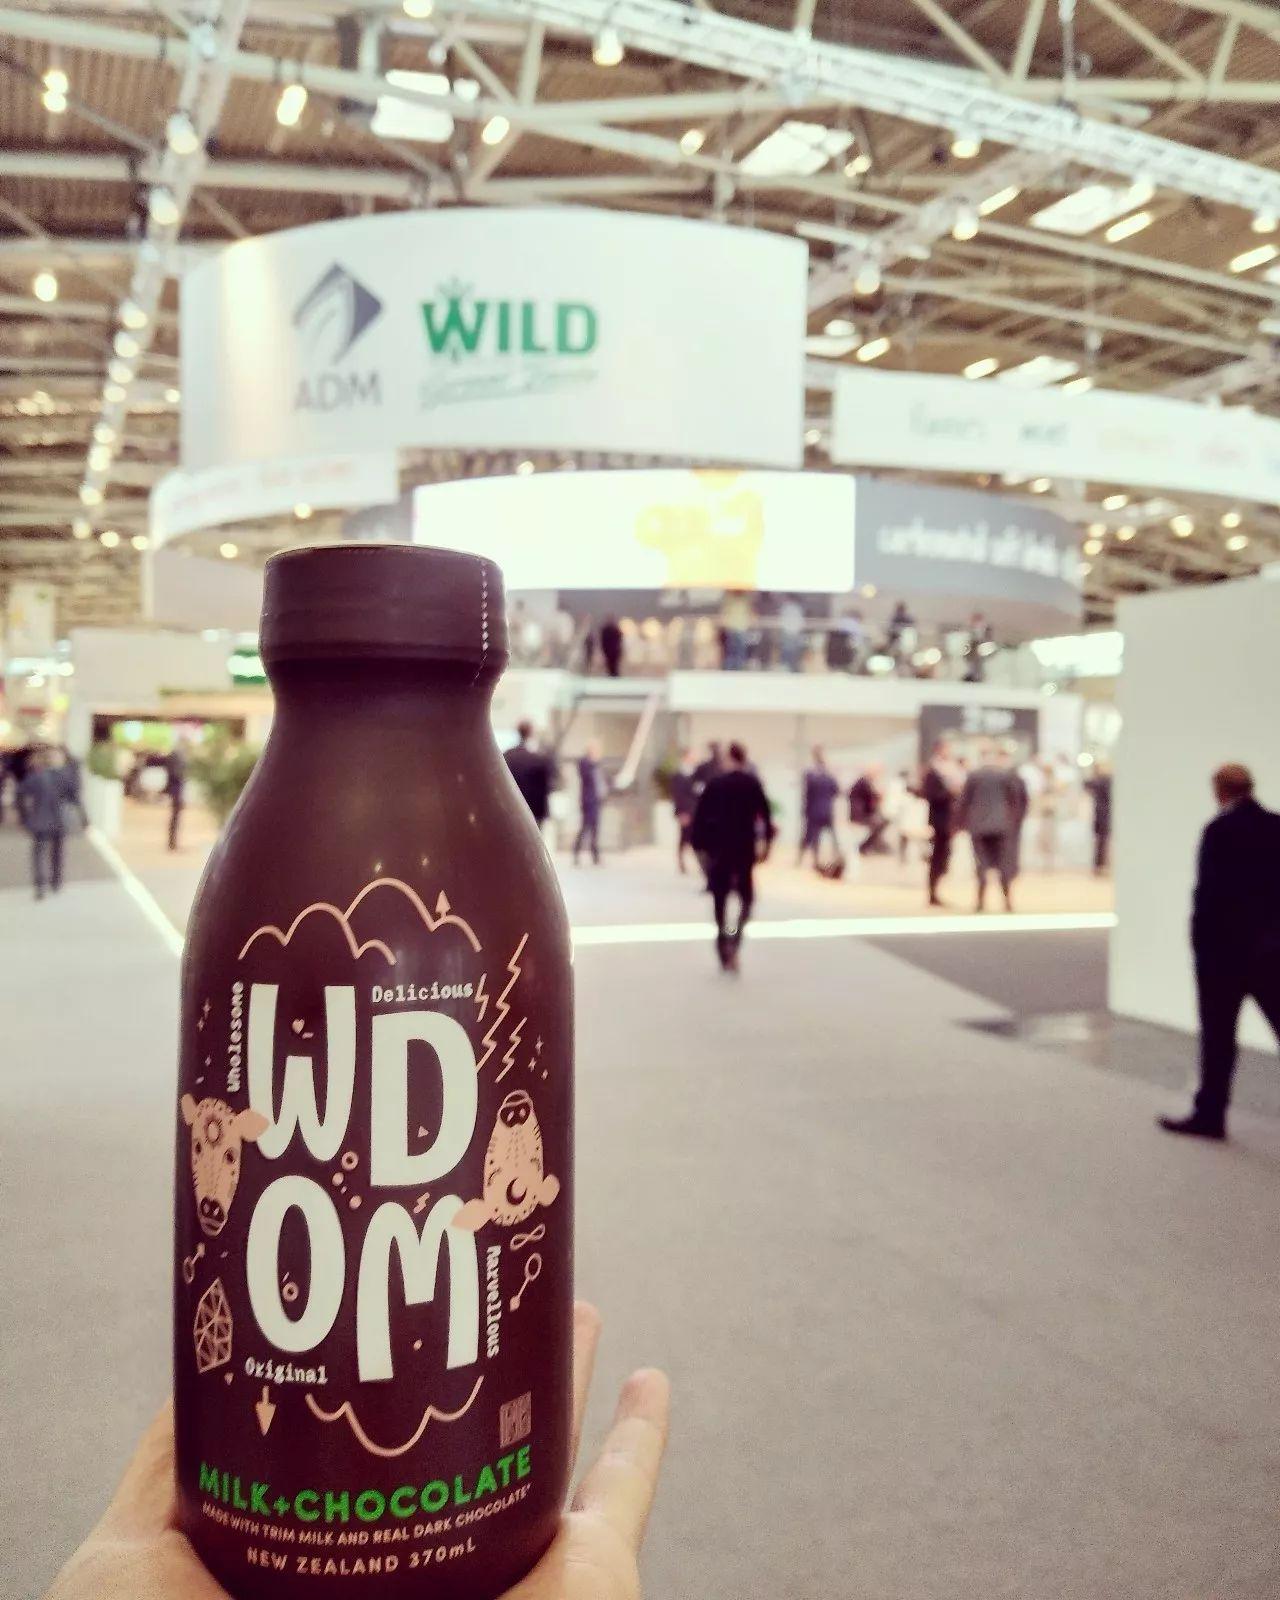 ADM
WILD
Wholesome
Delicious
WD
OM
Marvellous
Original
MILK+CHOCOLATE
MADE WITH TRIM MILK AND REAL DARK CHOCOLATE*
NEW ZEALAND 370mL